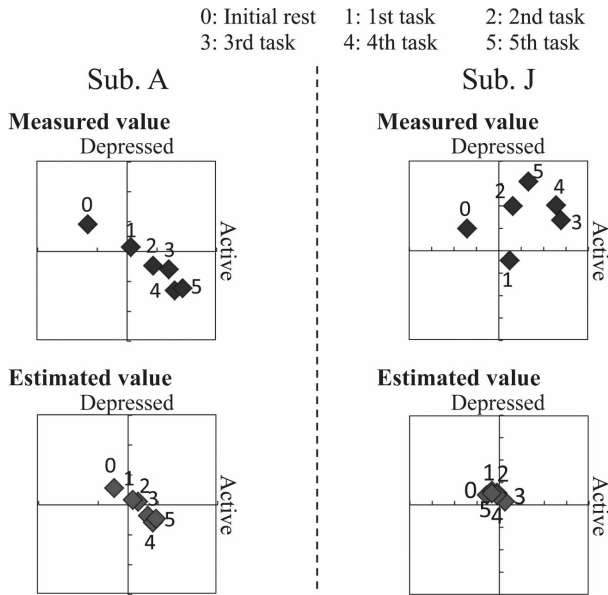 0: Initial rest 1: 1st task 2: 2nd task
3: 3rd task 4: 4th task 5: 5th task
Sub. A
Measured value
Depressed
Active
0
1
2 3
4 5
Estimated value
Depressed
Active
0
1
2
3
5
4
Sub. J
Measured value
Depressed
Active
5
2 4
0
3
1
Estimated value
Depressed
Active
12
0 3
5
4